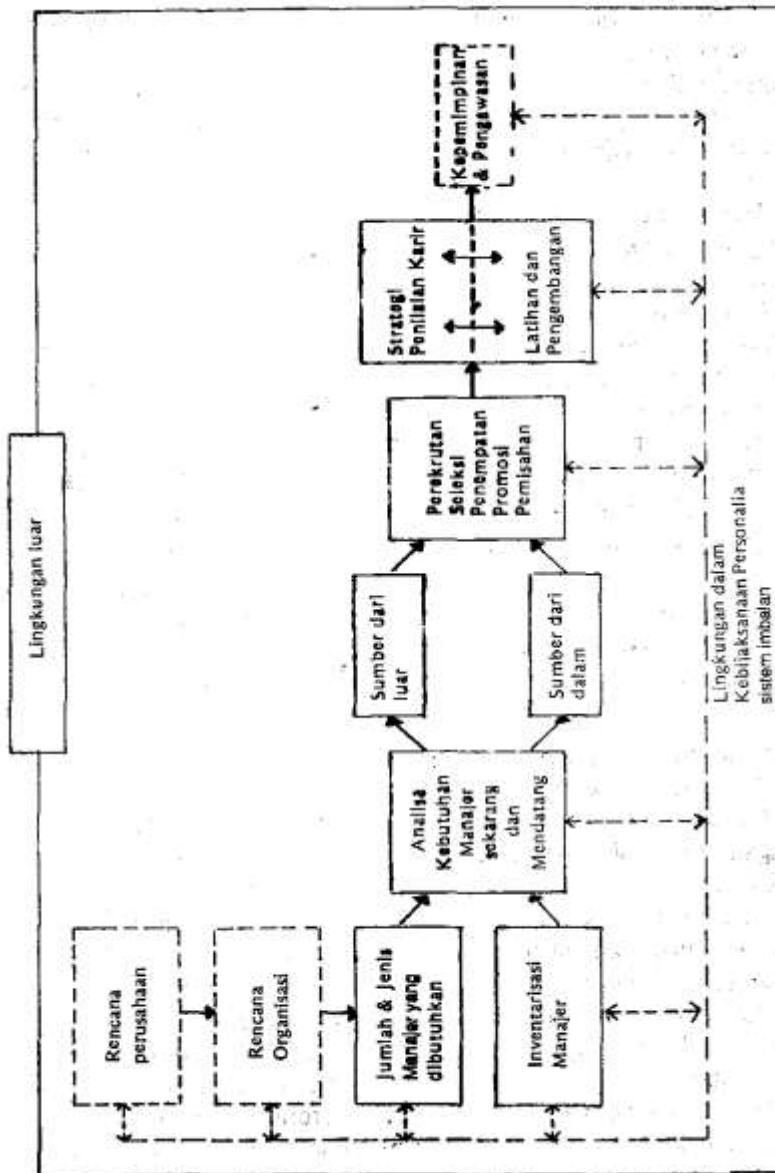 Lingkungan luar
Rencana
perusahaan
Rencana
Organisasi
Jumlah & Jenis
Manajer yang
dibutuhkan
Inventarisasi
Manajer
Analisa
Kebutuhan
Manajer
sekarang
dan
Mendatang
Sumber dari
luar
Sumber dari
dalam
Perekrutan
Seleksi
Penempatan
Promosi
Pemisahan
Strategi
Penilaian Karir
Latihan dan
Pengembangan
Kepemimpinan
& Pengawasan
Lingkungan dalam
Kebijaksanaan Personalia
sistem imbalan